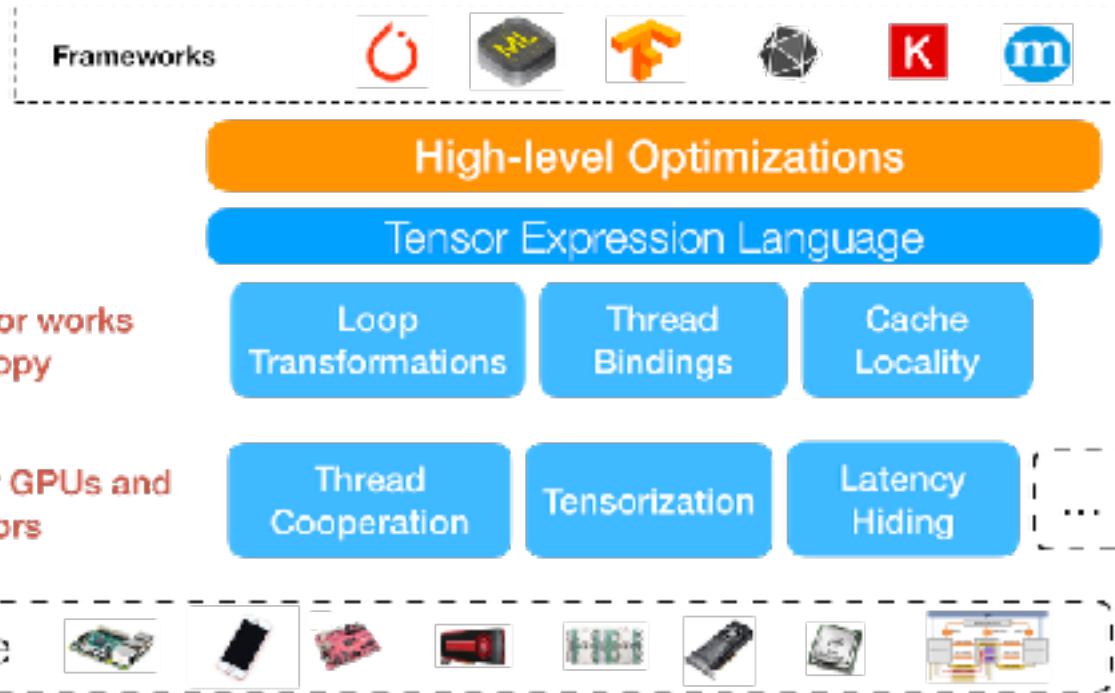 Frameworks
ML
K
m
High-level Optimizations
Tensor Expression Language
or works
opy
Loop
Transformations
Thread
Bindings
Cache
Locality
GPUs and
ors
Thread
Cooperation
Tensorization
Latency
Hiding
...
e